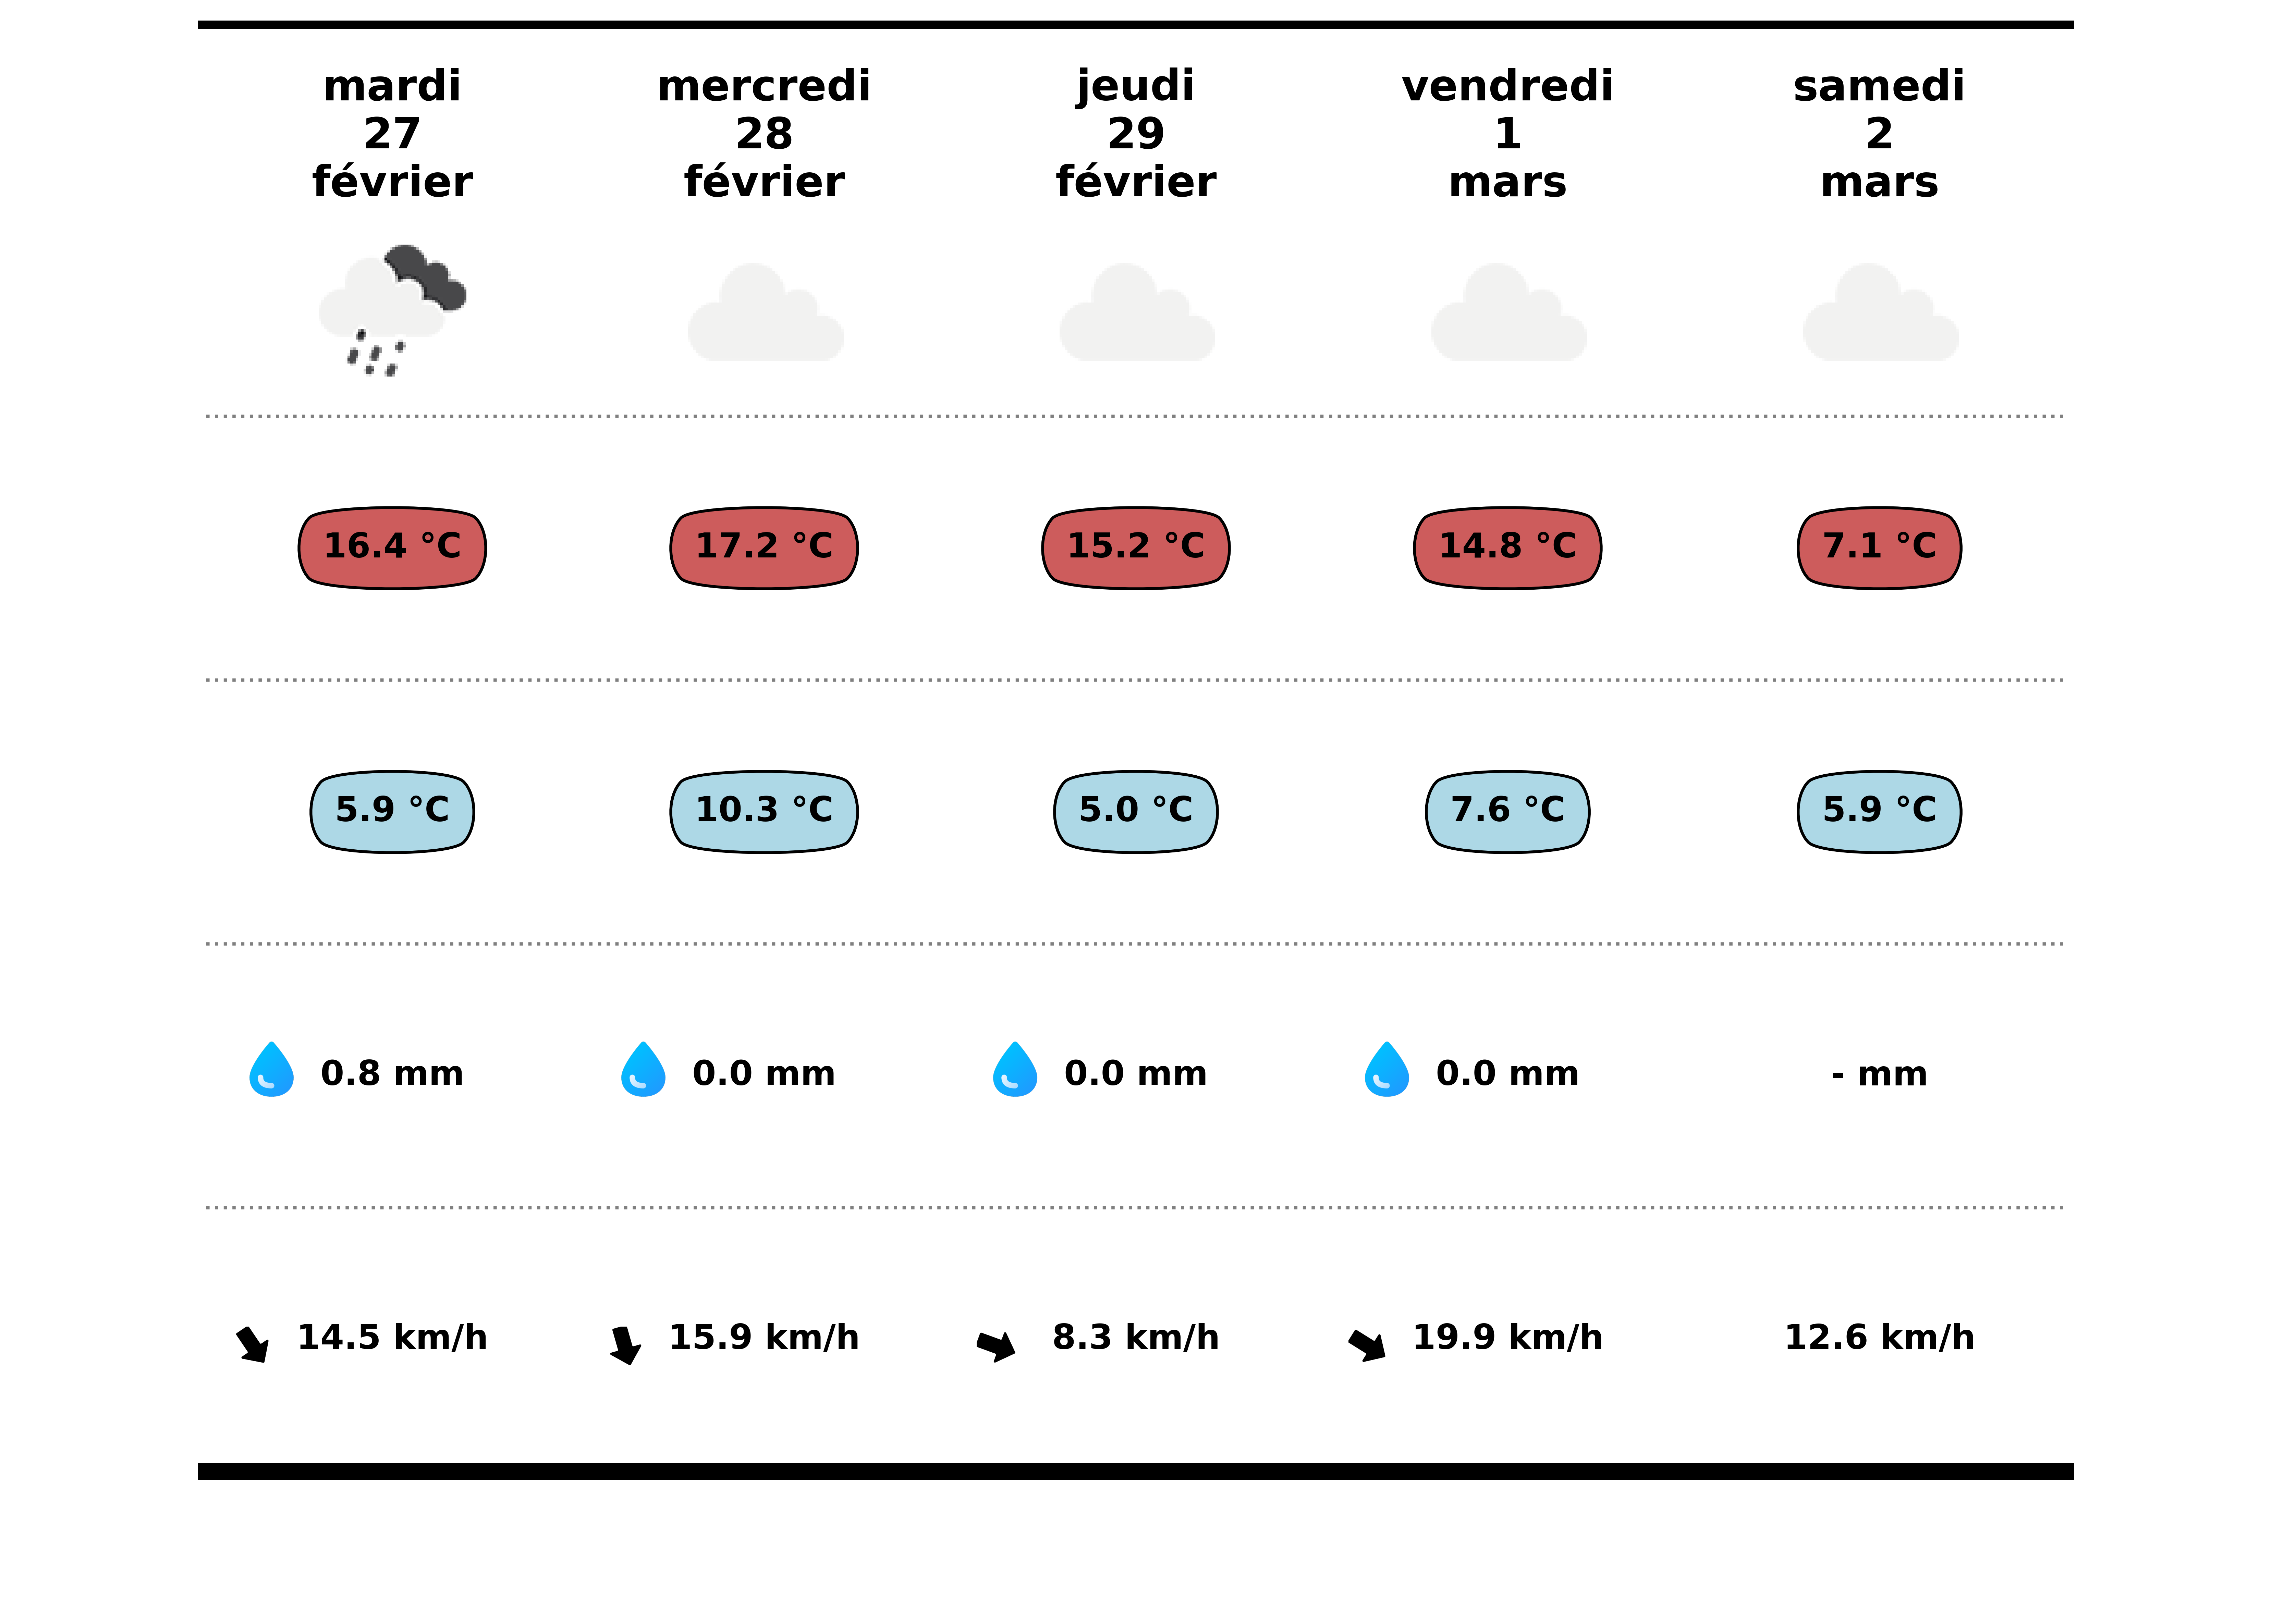 mardi
27
février
mercredi
28
février
jeudi
29
février
vendredi
1
mars
samedi
2
mars
16.4 °C
17.2 °C
15.2 °C
14.8 °C
7.1 °C
5.9 °C
10.3 °C
5.0 °C
7.6 °C
5.9 °C
0.8 mm
0.0 mm
0.0 mm
0.0 mm
- mm
14.5 km/h
15.9 km/h
8.3 km/h
19.9 km/h
12.6 km/h